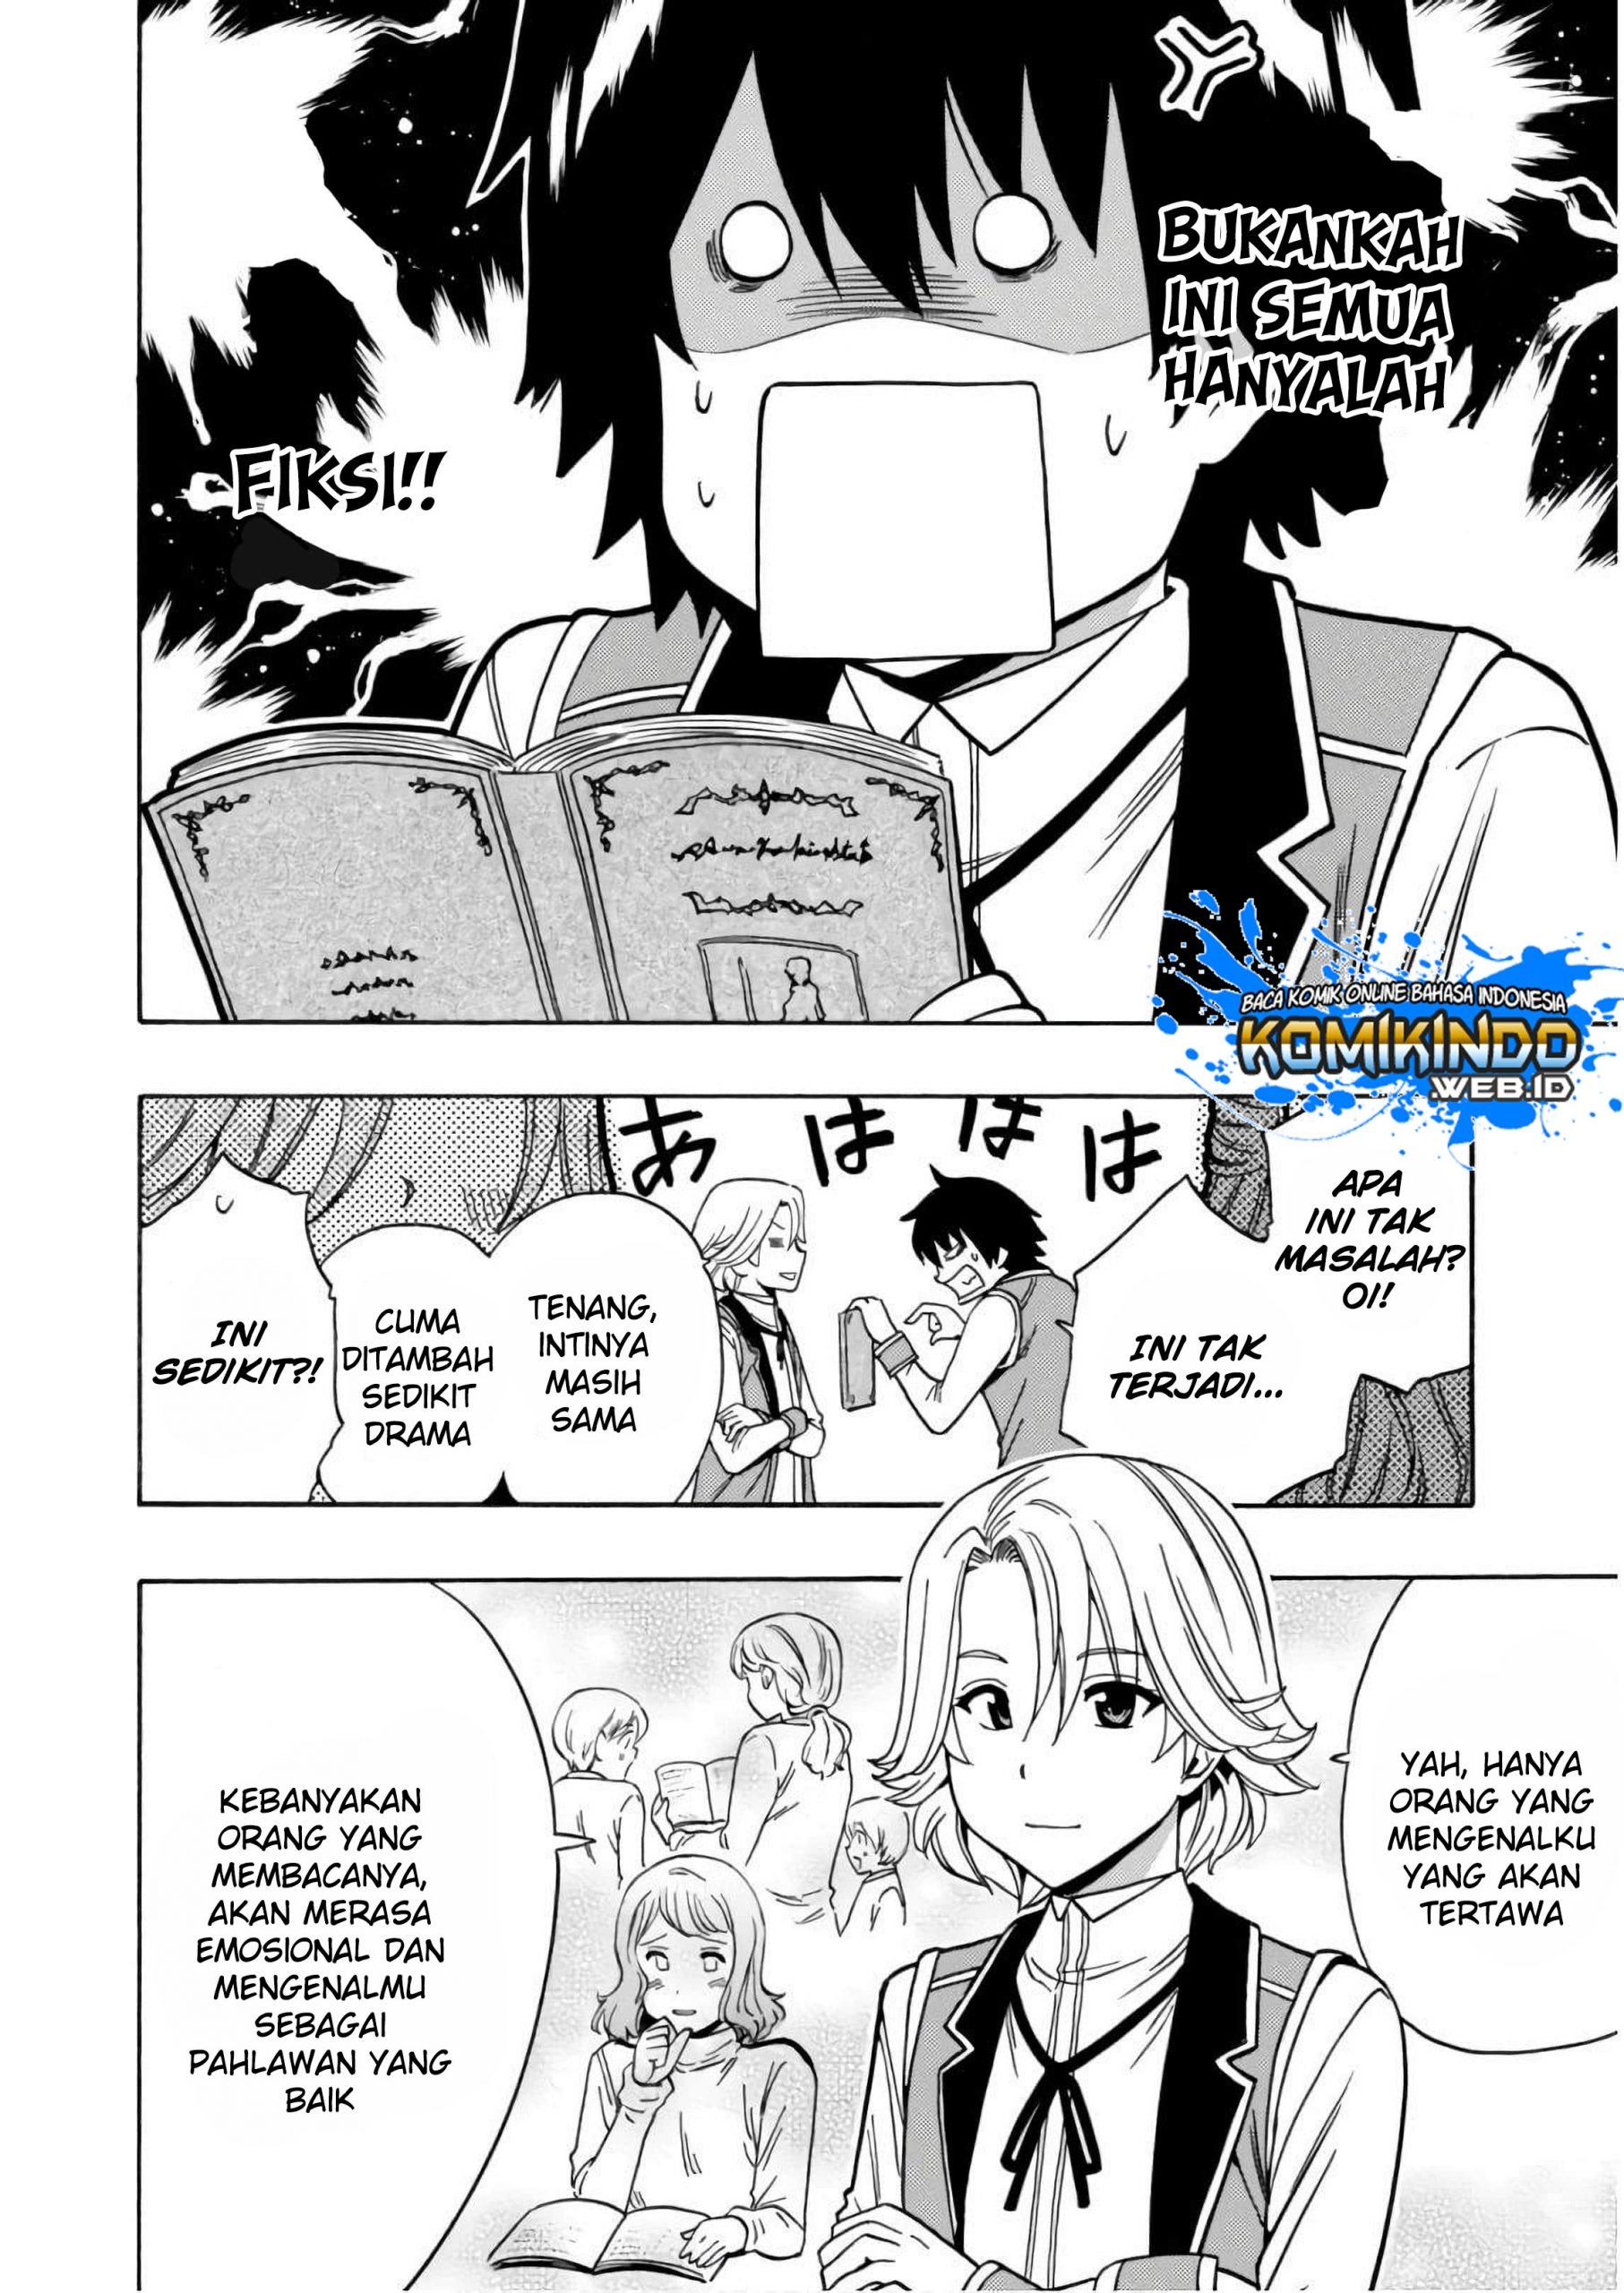 BUKANKAH
INI SEMUA
HANYALAH
FIKSI!!
BACA KOMIK ONLINE BAHASA INDONESIA
KOMIKINDO
.WEB.ID
あははは
APA
INI TAK
MASALAH?
OI!
INI TAK
TERJADI...
TENANG,
INTINYA
MASIH
SAMA
CUMA
DITAMBAH
SEDIKIT
DRAMA
INI
SEDIKIT?!
YAH, HANYA
ORANG YANG
MENGENALKU
YANG AKAN
TERTAWA
KEBANYAKAN
ORANG YANG
MEMBACANYA,
AKAN MERASA
EMOSIONAL DAN
MENGENALMU
SEBAGAI
PAHLAWAN YANG
BAIK